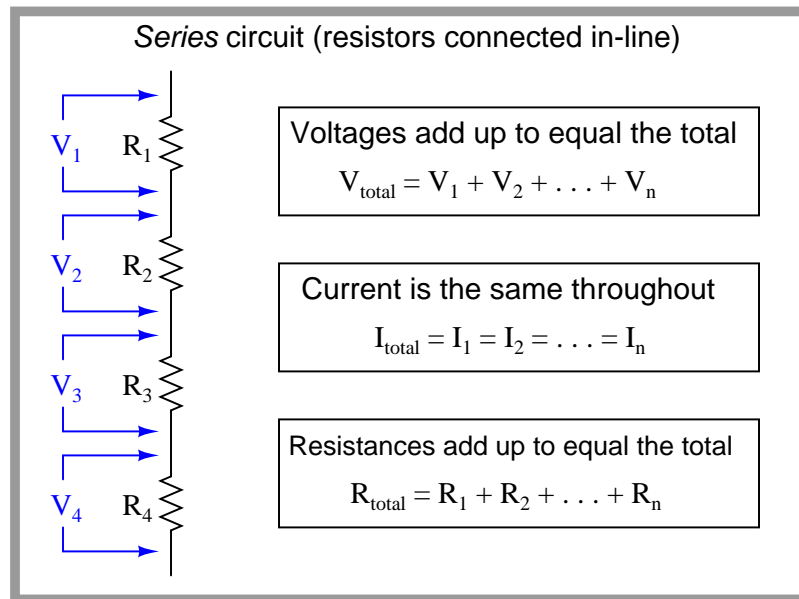 Series circuit (resistors connected in-line)
V1 R1
V2 R2
V3 R3
V4 R4
Voltages add up to equal the total
Vtotal = V1 + V2 + . . . + Vn
Current is the same throughout
Itotal = I1 = I2 = . . . = In
Resistances add up to equal the total
Rtotal = R1 + R2 + . . . + Rn